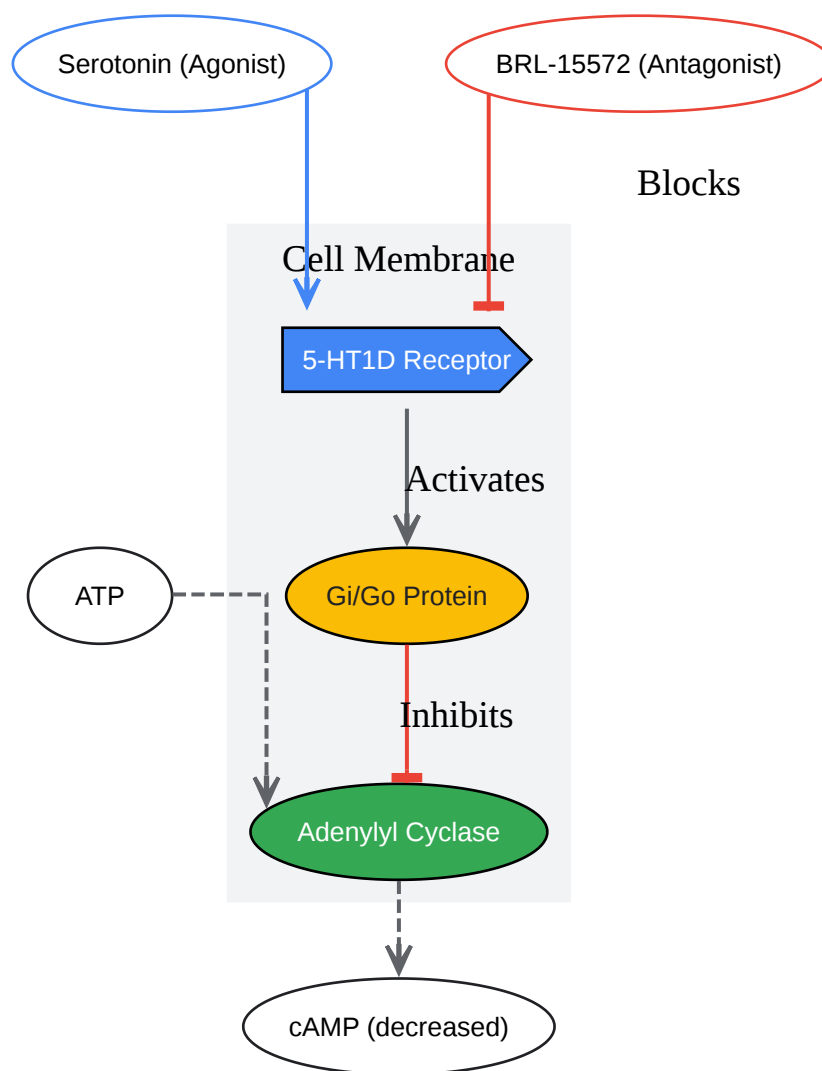 Serotonin (Agonist)
BRL-15572 (Antagonist)
Blocks
Cell Membrane
5-HT1D Receptor
Activates
ATP
Gi/Go Protein
Inhibits
Adenylyl Cyclase
cAMP (decreased)